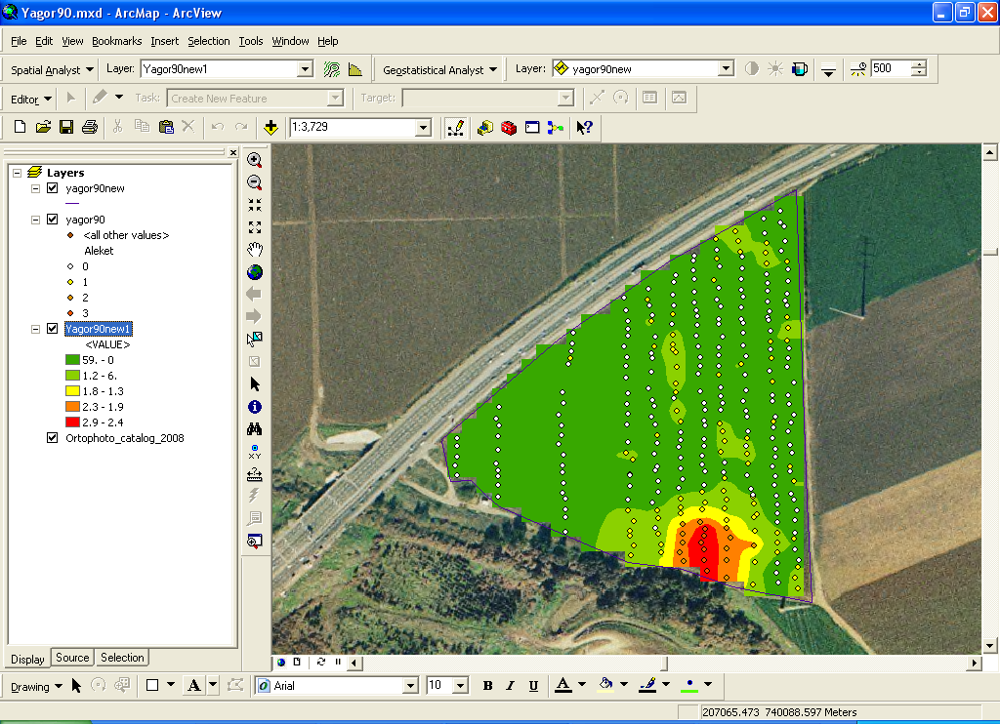 Yagor90.mxd - ArcMap - ArcView
File Edit View Bookmarks Insert Selection Tools Window Help
Spatial Analyst Layer: Yagor90new1 Geostatistical Analyst Layer: yagor90new 500
Editor Task: Create New Feature Target:
1:3,729
Layers
yagor90new
yagor90
<all other values>
Aleket
0
1
2
3
Yagor90new1
<VALUE>
59. - 0
1.2 - 6.
1.8 - 1.3
2.3 - 1.9
2.9 - 2.4
Ortophoto_catalog_2008
XY
Display Source Selection
Drawing A Arial 10 B I U A
207065.473 740088.597 Meters